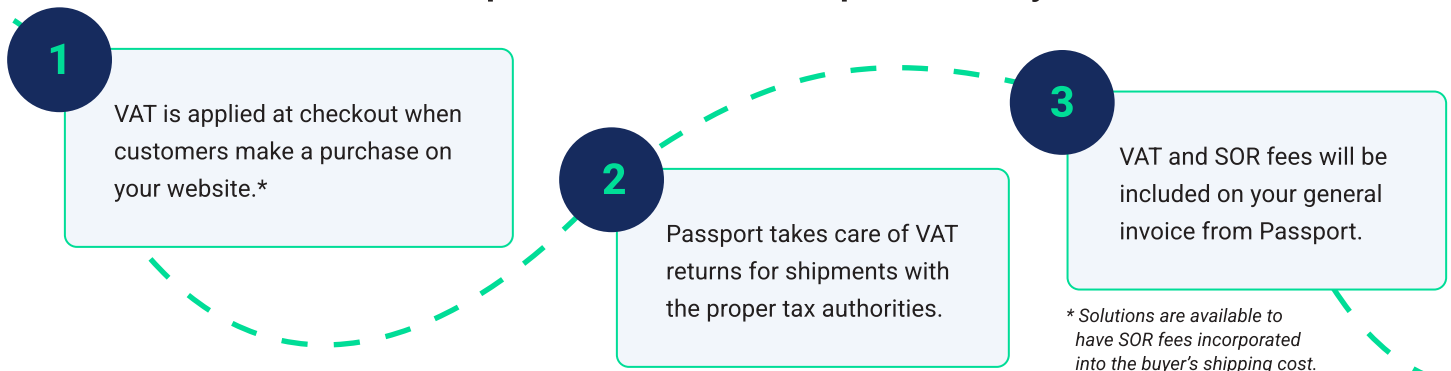 1
VAT is applied at checkout when
customers make a purchase on
your website.*
2
Passport takes care of VAT
returns for shipments with
the proper tax authorities.
3
VAT and SOR fees will be
included on your general
invoice from Passport.
* Solutions are available to
have SOR fees incorporated
into the buyer's shipping cost.